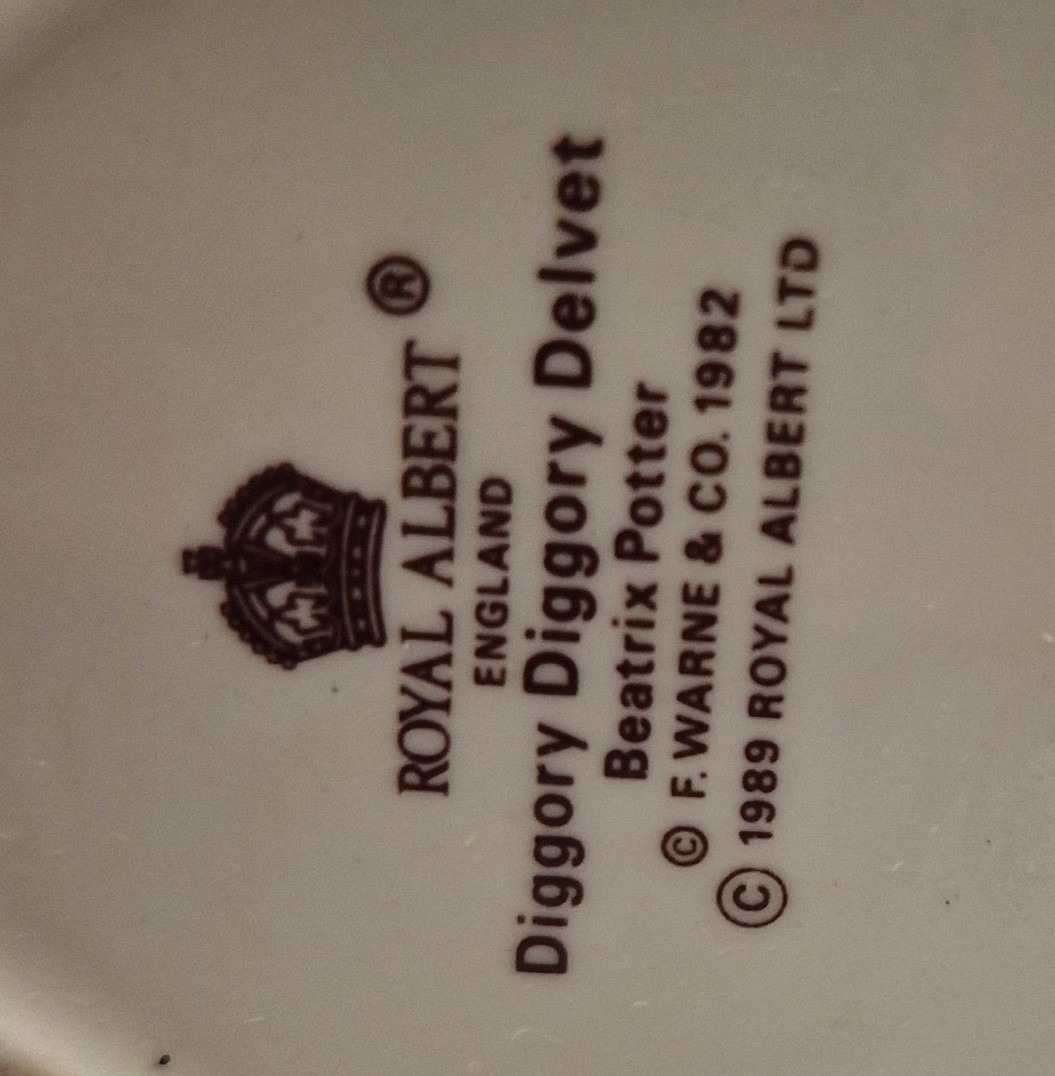 ROYAL ALBERT ®
ENGLAND
Diggory Diggory Delvet
Beatrix Potter
© F. WARNE & CO. 1982
© 1989 ROYAL ALBERT LTD